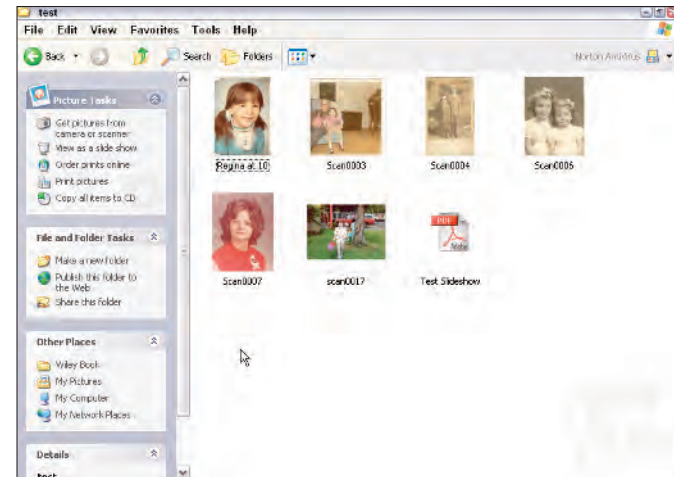 test
File Edit View Favorites Tools Help
Back Search Folders Norton AntiVirus
Picture Tasks
Get pictures from
camera or scanner
View as a slide show
Order prints online
Print pictures
Copy all items to CD
File and Folder Tasks
Make a new folder
Publish this folder to
the Web
Share this folder
Other Places
Wiley Book
My Pictures
My Computer
My Network Places
Details
test
Regina at 10
Scan0003
Scan0004
Scan0006
Scan0007
scan0017
PDF
Adobe
Test Slideshow